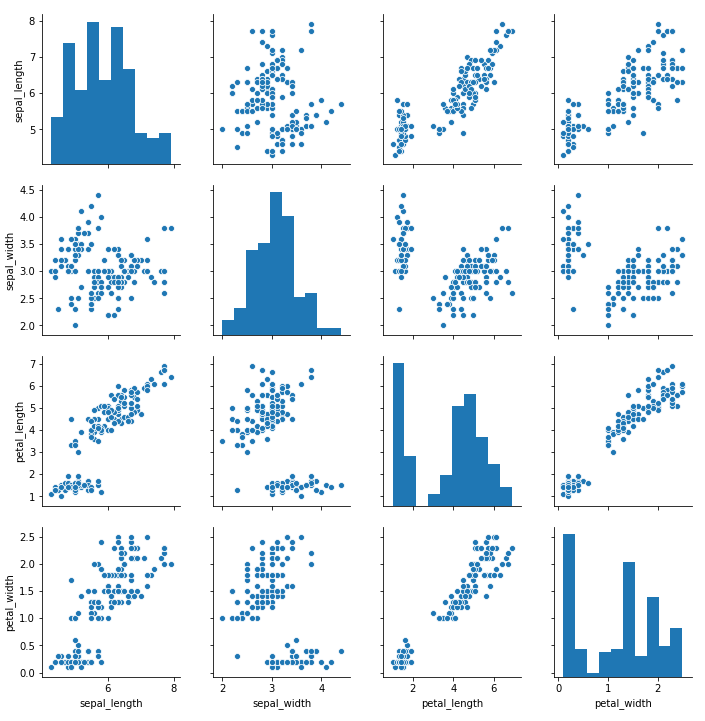 8
7
6
5
sepal_length
4.5
4.0
3.5
3.0
2.5
2.0
sepal_width
7
6
5
4
3
2
1
petal_length
2.5
2.0
1.5
1.0
0.5
0.0
petal_width
6 8
sepal_length
2 3 4
sepal_width
2 4 6
petal_length
0 1 2
petal_width